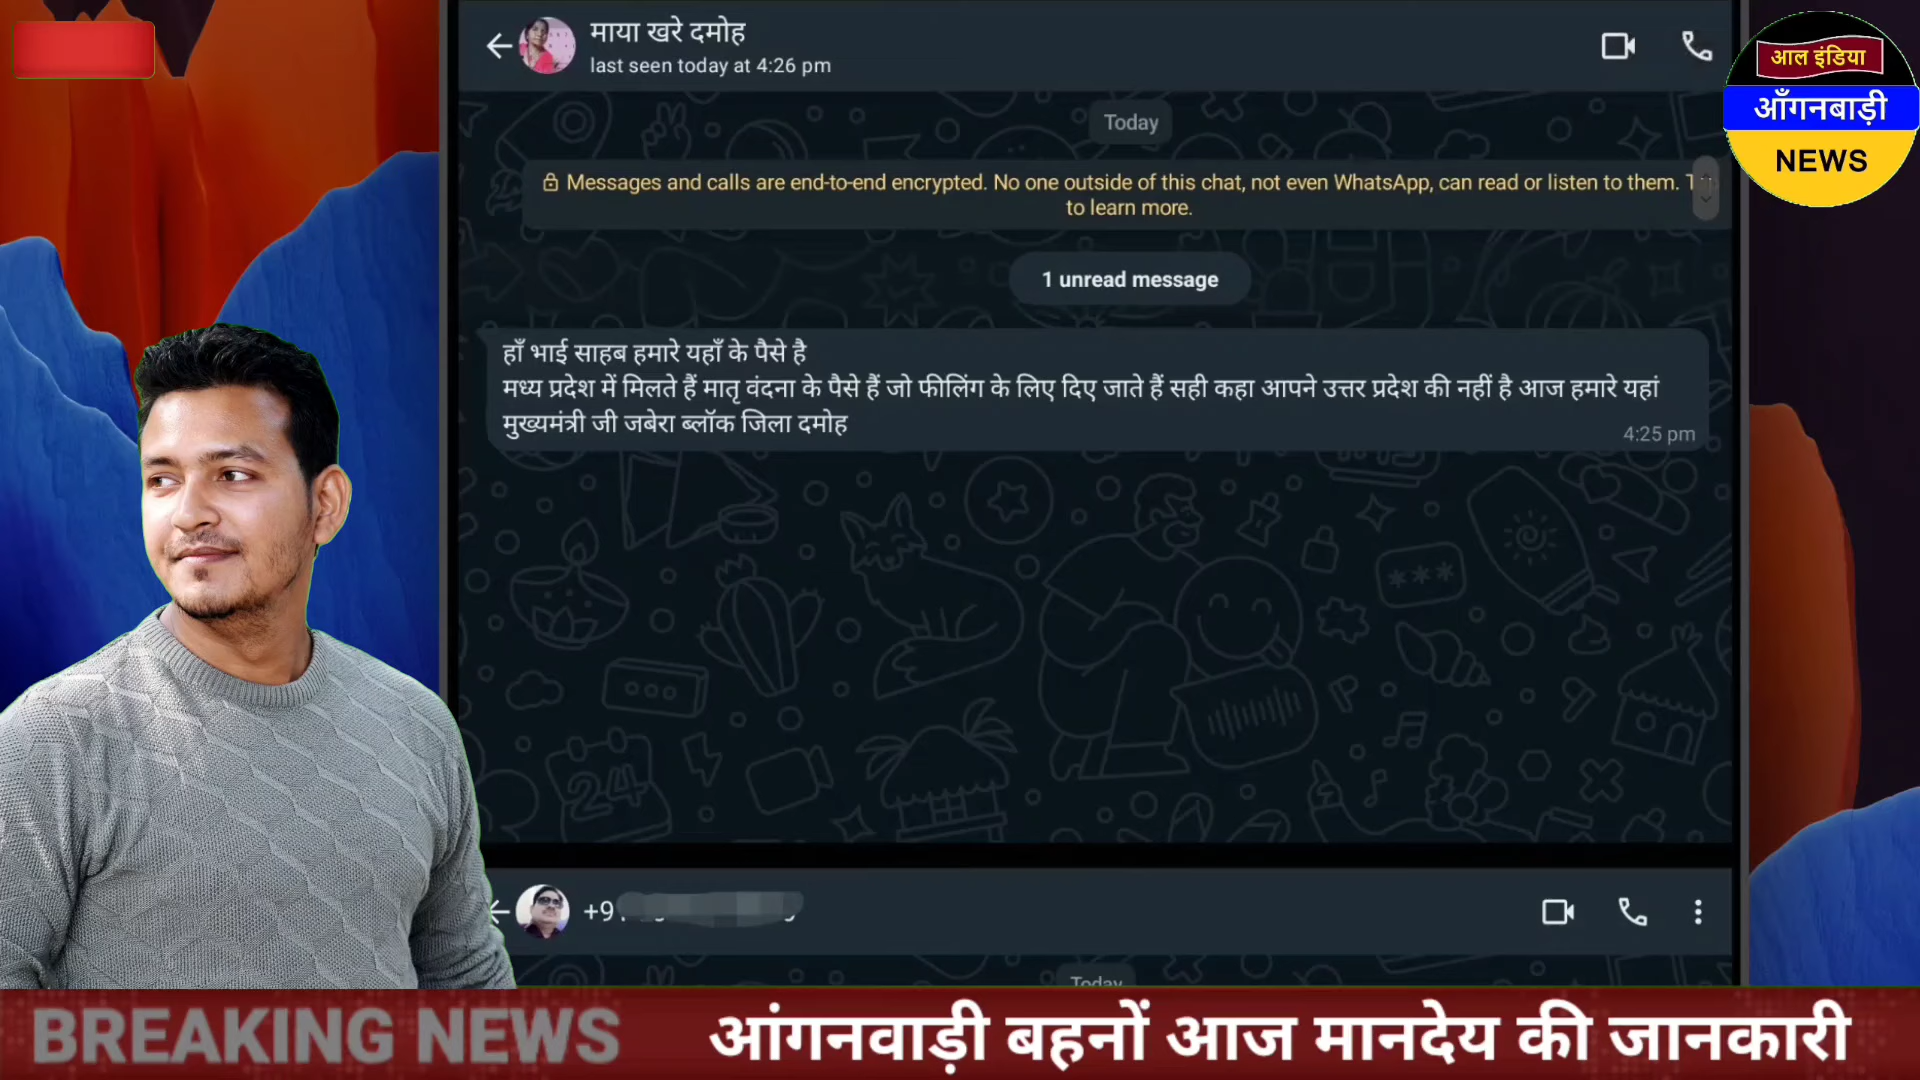 माया खरे दमोह
last seen today at 4:26 pm
आल इंडिया
आँगनबाड़ी
NEWS
Today
Messages and calls are end-to-end encrypted. No one outside of this chat, not even WhatsApp, can read or listen to them.
to learn more.
1 unread message
हाँ भाई साहब हमारे यहाँ के पैसे है
मध्य प्रदेश में मिलते हैं मातृ वंदना के पैसे हैं जो फीलिंग के लिए दिए जाते हैं सही कहा आपने उत्तर प्रदेश की नहीं है आज हमारे यहां
मुख्यमंत्री जी जबेरा ब्लॉक जिला दमोह
4:25 pm
+9
Today
BREAKING NEWS
आंगनवाड़ी बहनों आज मानदेय की जानकारी